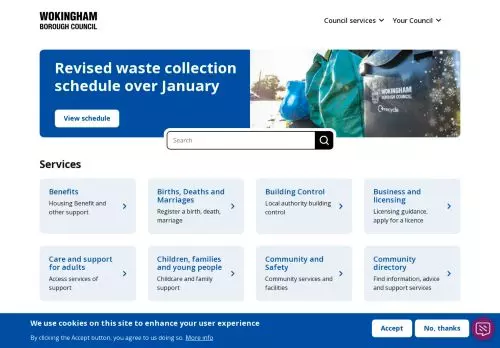 WOKINGHAM
BOROUGH COUNCIL
Council services
Your Council
Revised waste collection
schedule over January
View schedule
WOKINGHAM
BOROUGH COUNCIL
recycle
Search
Services
Benefits
Housing Benefit and
other support
Births, Deaths and
Marriages
Register a birth, death,
marriage
Building Control
Local authority building
control
Business and
licensing
Licensing guidance,
apply for a licence
Care and support
for adults
Access services of
support
Children, families
and young people
Childcare and family
support
Community and
Safety
Community services and
facilities
Community
directory
Find information, advice
and support services
We use cookies on this site to enhance your user experience
By clicking the Accept button, you agree to us doing so. More info
Accept
No, thanks